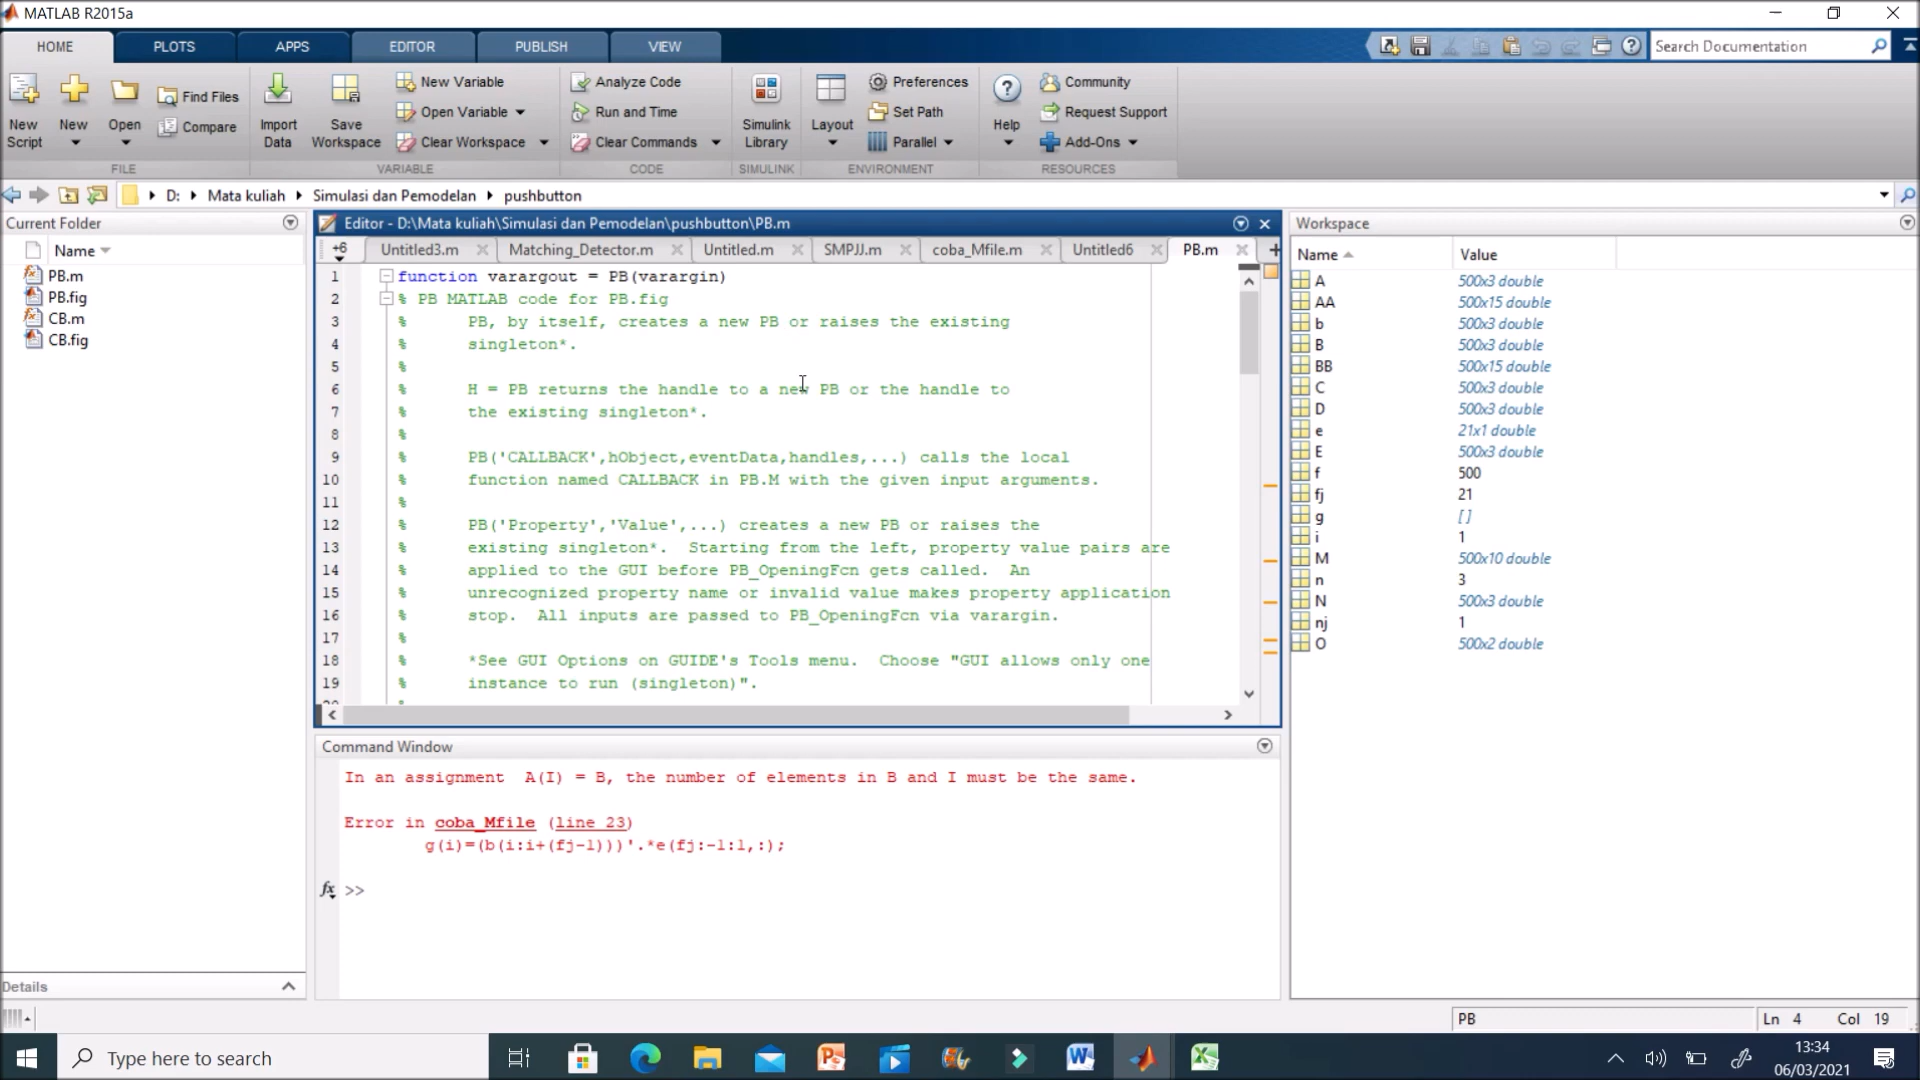 MATLAB R2015a
HOME
PLOTS
APPS
EDITOR
PUBLISH
VIEW
Search Documentation
New Script
New
Open
Find Files
Compare
Import Data
Save Workspace
New Variable
Open Variable
Clear Workspace
Analyze Code
Run and Time
Clear Commands
Simulink Library
Layout
Preferences
Set Path
Parallel
Help
Community
Request Support
Add-Ons
FILE
VARIABLE
CODE
SIMULINK
ENVIRONMENT
RESOURCES
D: Mata kuliah Simulasi dan Pemodelan pushbutton
Current Folder
Name
PB.m
PB.fig
CB.m
CB.fig
Details
Editor - D:\Mata kuliah\Simulasi dan Pemodelan\pushbutton\PB.m
+6 Untitled3.m Matching_Detector.m Untitled.m SMPJJ.m coba_Mfile.m Untitled6 PB.m
1 function varargout = PB(varargin)
2 % PB MATLAB code for PB.fig
3 % PB, by itself, creates a new PB or raises the existing
4 % singleton*.
5 %
6 % H = PB returns the handle to a new PB or the handle to
7 % the existing singleton*.
8 %
9 % PB('CALLBACK',hObject,eventData,handles,...) calls the local
10 % function named CALLBACK in PB.M with the given input arguments.
11 %
12 % PB('Property','Value',...) creates a new PB or raises the
13 % existing singleton*.  Starting from the left, property value pairs are
14 % applied to the GUI before PB_OpeningFcn gets called.  An
15 % unrecognized property name or invalid value makes property application
16 % stop.  All inputs are passed to PB_OpeningFcn via varargin.
17 %
18 % *See GUI Options on GUIDE's Tools menu.  Choose "GUI allows only one
19 % instance to run (singleton)".
Command Window
In an assignment  A(I) = B, the number of elements in B and I must be the same.
Error in coba_Mfile (line 23)
g(i)=(b(i:i+(fj-1)))'.*e(fj:-1:1,:);
fx >>
Workspace
Name Value
A 500x3 double
AA 500x15 double
b 500x3 double
B 500x3 double
BB 500x15 double
C 500x3 double
D 500x3 double
e 21x1 double
E 500x3 double
f 500
fj 21
g []
i 1
M 500x10 double
n 3
N 500x3 double
nj 1
O 500x2 double
PB
Ln 4 Col 19
Type here to search
13:34
06/03/2021